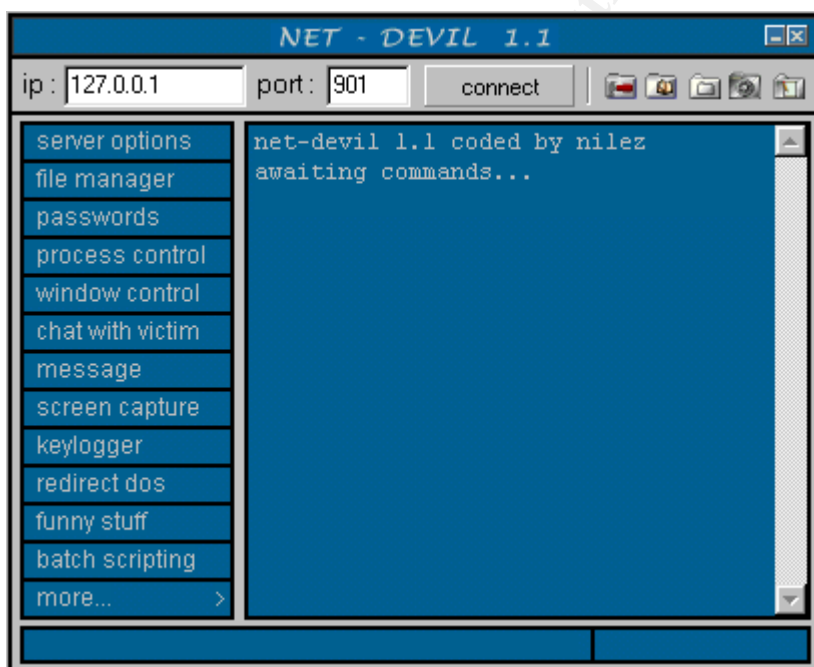 NET - DEVIL 1.1
ip : 127.0.0.1 port : 901 connect
server options
file manager
passwords
process control
window control
chat with victim
message
screen capture
keylogger
redirect dos
funny stuff
batch scripting
more... >
net-devil 1.1 coded by nilez
awaiting commands...